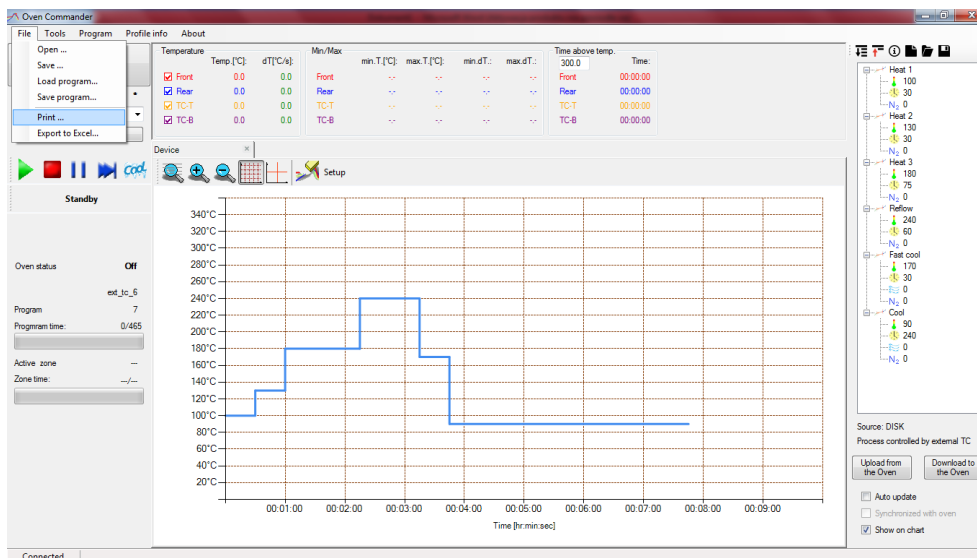 Oven Commander
File Tools Program Profile info About
Open ...
Save ...
Load program...
Save program...
Print ...
Export to Excel...
Temperature
Temp.[°C]: dT[°C/s]:
Front 0.0 0.0
Rear 0.0 0.0
TC-T 0.0 0.0
TC-B 0.0 0.0
Min/Max
min.T.[°C]: max.T.[°C]: min.dT.: max.dT.:
Front -.- -.- -.- -.-
Rear -.- -.- -.- -.-
TC-T -.- -.- -.- -.-
TC-B -.- -.- -.- -.-
Time above temp.
300.0 Time:
Front 00:00:00
Rear 00:00:00
TC-T 00:00:00
TC-B 00:00:00
Device
Setup
cool
Standby
Oven status Off
ext_tc_6
Program 7
Progmram time: 0/465
Active zone ---
Zone time: ---/---
340°C
320°C
300°C
280°C
260°C
240°C
220°C
200°C
180°C
160°C
140°C
120°C
100°C
80°C
60°C
40°C
20°C
00:01:00 00:02:00 00:03:00 00:04:00 00:05:00 00:06:00 00:07:00 00:08:00 00:09:00
Time [hr:min:sec]
Heat 1
100
30
N₂ 0
Heat 2
130
30
N₂ 0
Heat 3
180
75
N₂ 0
Reflow
240
60
N₂ 0
Fast cool
170
30
0
N₂ 0
Cool
90
240
0
N₂ 0
Source: DISK
Process controlled by external TC
Upload from
the Oven
Download to
the Oven
Auto update
Synchronized with oven
Show on chart
Connected